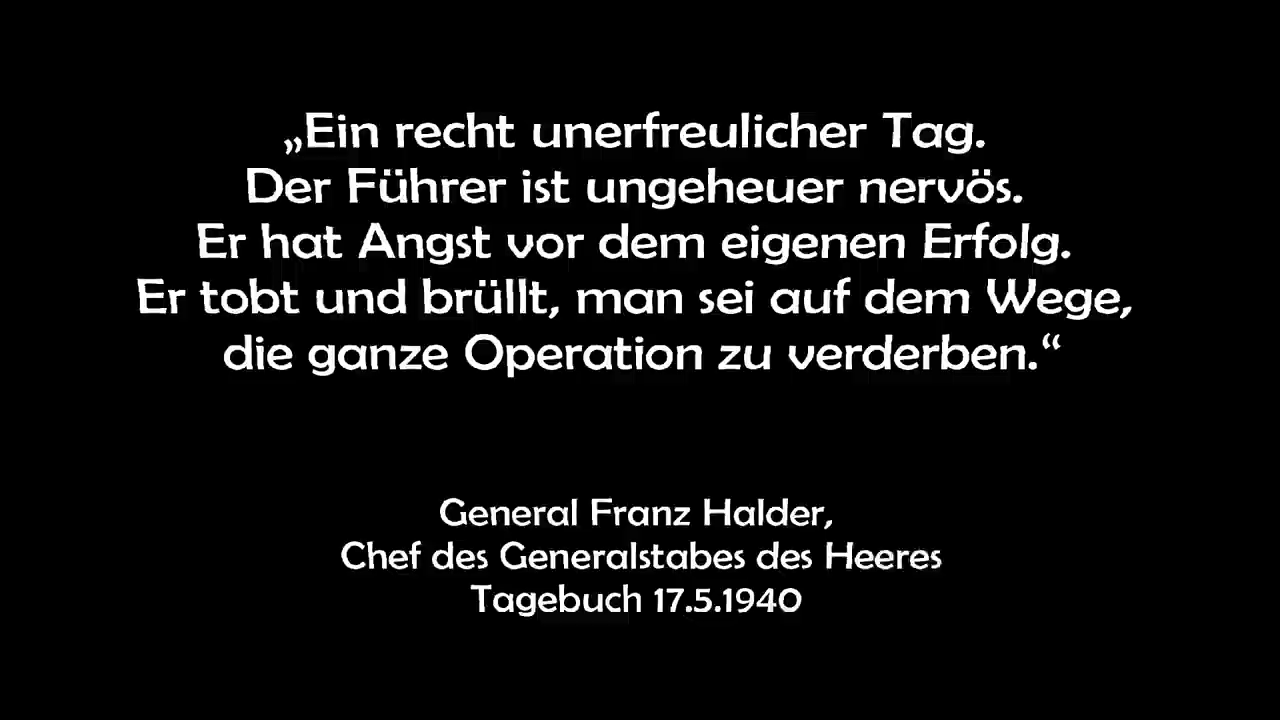 „Ein recht unerfreulicher Tag.
Der Führer ist ungeheuer nervös.
Er hat Angst vor dem eigenen Erfolg.
Er tobt und brüllt, man sei auf dem Wege,
die ganze Operation zu verderben.“
General Franz Halder,
Chef des Generalstabes des Heeres
Tagebuch 17.5.1940